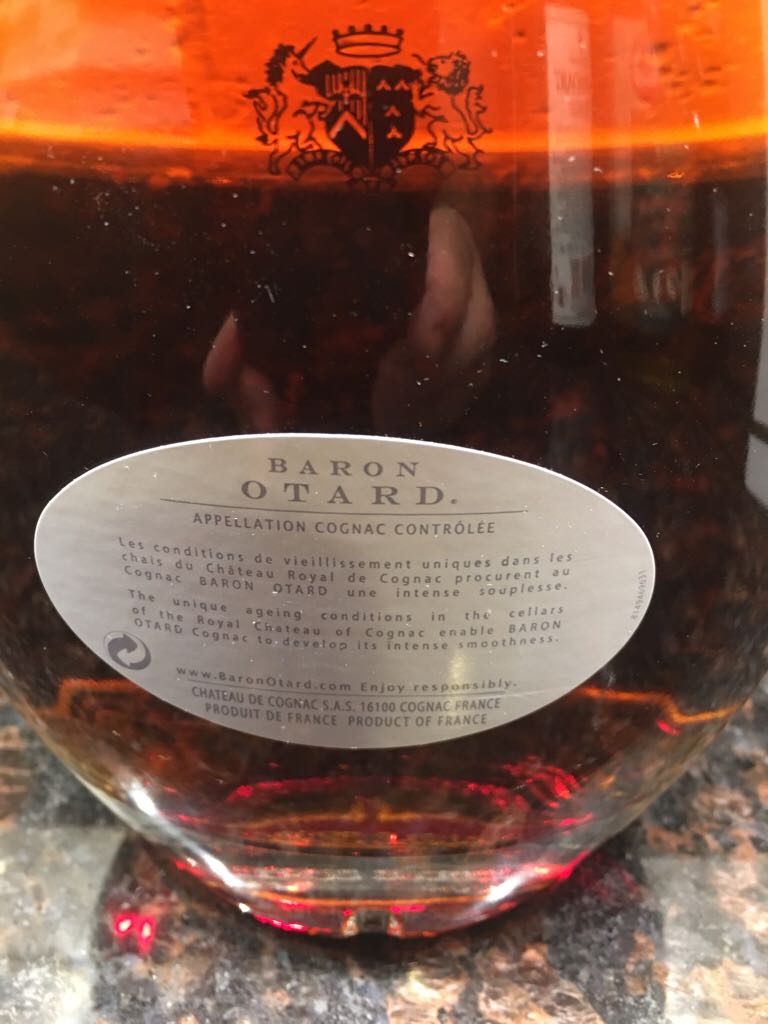 BARON
OTARD.
APPELLATION COGNAC CONTRÔLÉE
Les conditions de vieillissement uniques dans les
chais du Château Royal de Cognac procurent au
Cognac BARON OTARD une intense souplesse.
The unique ageing conditions in the cellars
of the Royal Chateau of Cognac enable BARON
OTARD Cognac to develop its intense smoothness.
www.BaronOtard.com Enjoy responsibly.
CHATEAU DE COGNAC S.A.S. 16100 COGNAC FRANCE
PRODUIT DE FRANCE PRODUCT OF FRANCE